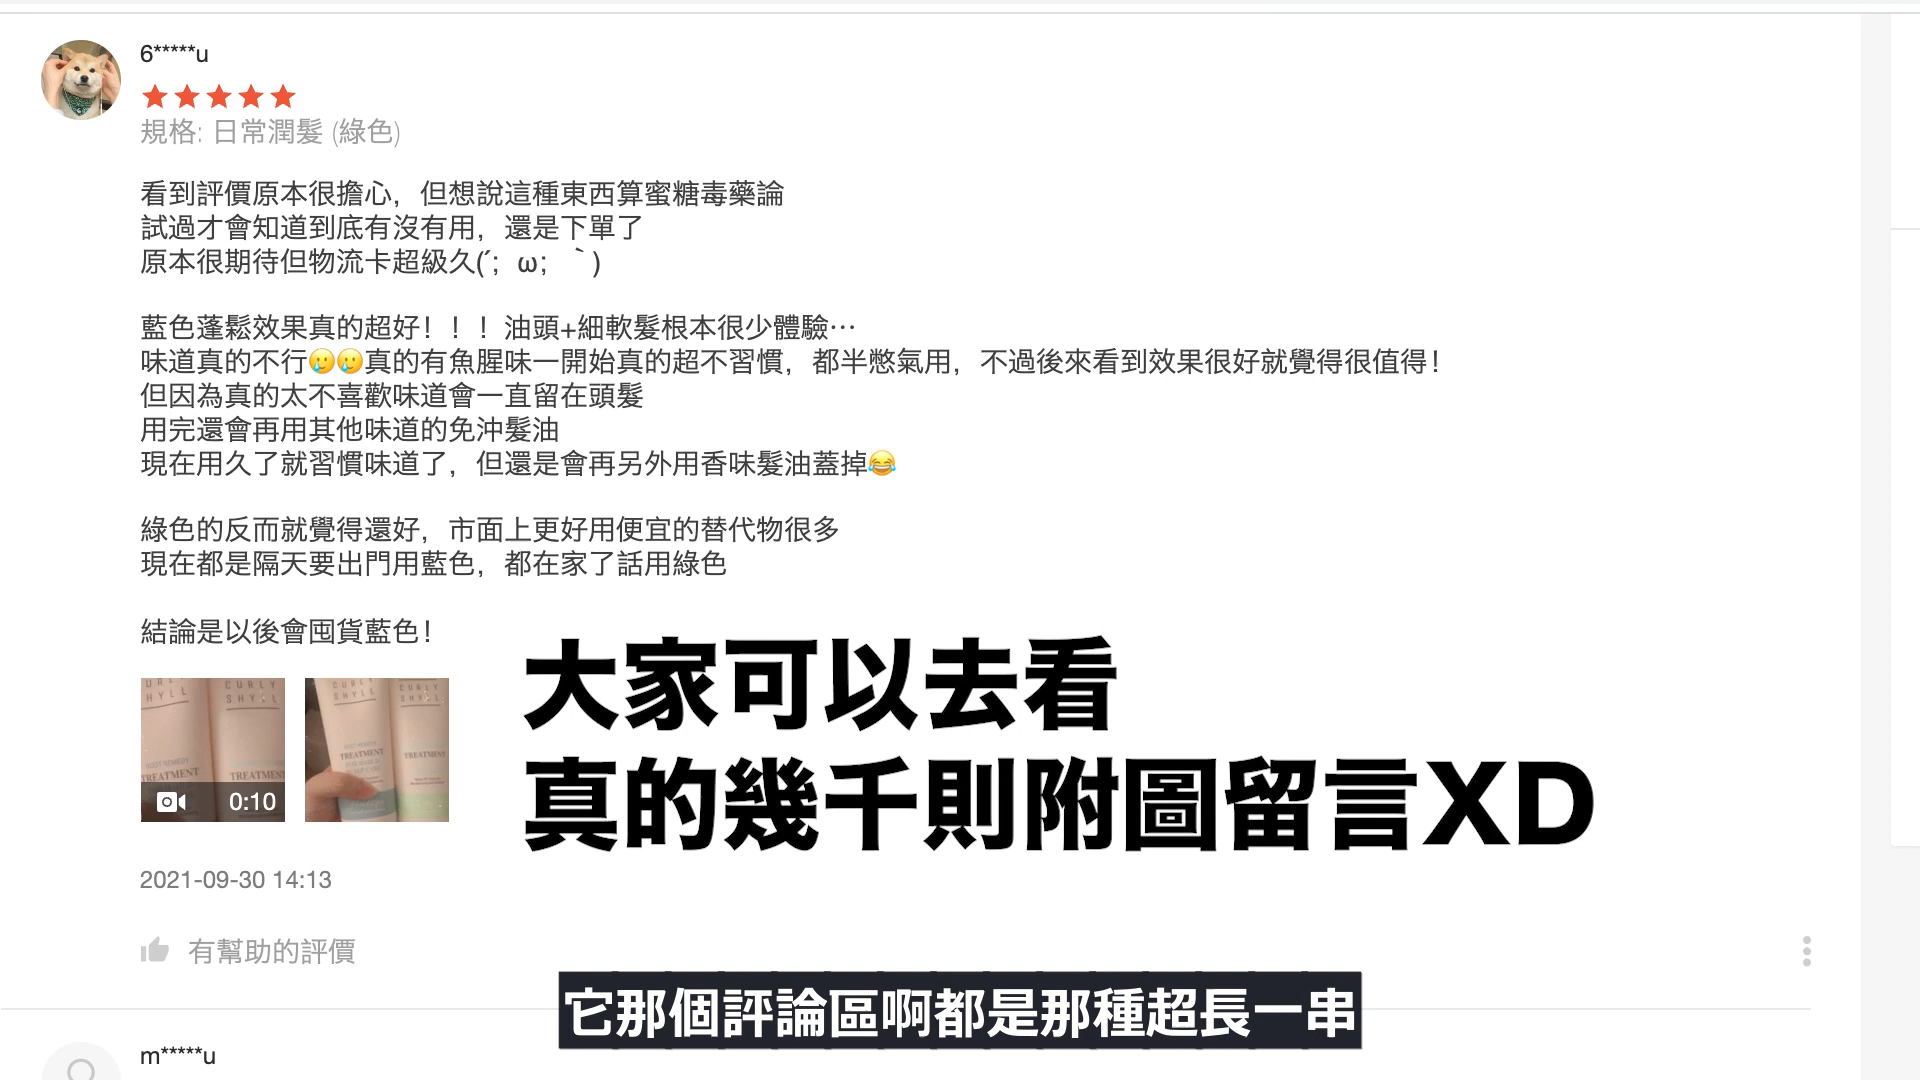 6*****u
規格: 日常潤髮 (綠色)
看到評價原本很擔心，但想說這種東西算蜜糖毒藥論
試過才會知道到底有沒有用，還是下單了
原本很期待但物流卡超級久(´；ω；｀)
藍色蓬鬆效果真的超好！！！油頭+細軟髮根本很少體驗⋯
味道真的不行🥲🥲真的有魚腥味一開始真的超不習慣，都半憋氣用，不過後來看到效果很好就覺得很值得！
但因為真的太不喜歡味道會一直留在頭髮
用完還會再用其他味道的免沖髮油
現在用久了就習慣味道了，但還是會再另外用香味髮油蓋掉😂
綠色的反而就覺得還好，市面上更好用便宜的替代物很多
現在都是隔天要出門用藍色，都在家了話用綠色
結論是以後會囤貨藍色！
大家可以去看
真的幾千則附圖留言XD
CURLY
SHYLL
CURLY
SHYLL
TREATMENT
TREATMENT
ROOT REMEDY
TREATMENT
TREATMENT
0:10
2021-09-30 14:13
有幫助的評價
它那個評論區啊都是那種超長一串
m*****u